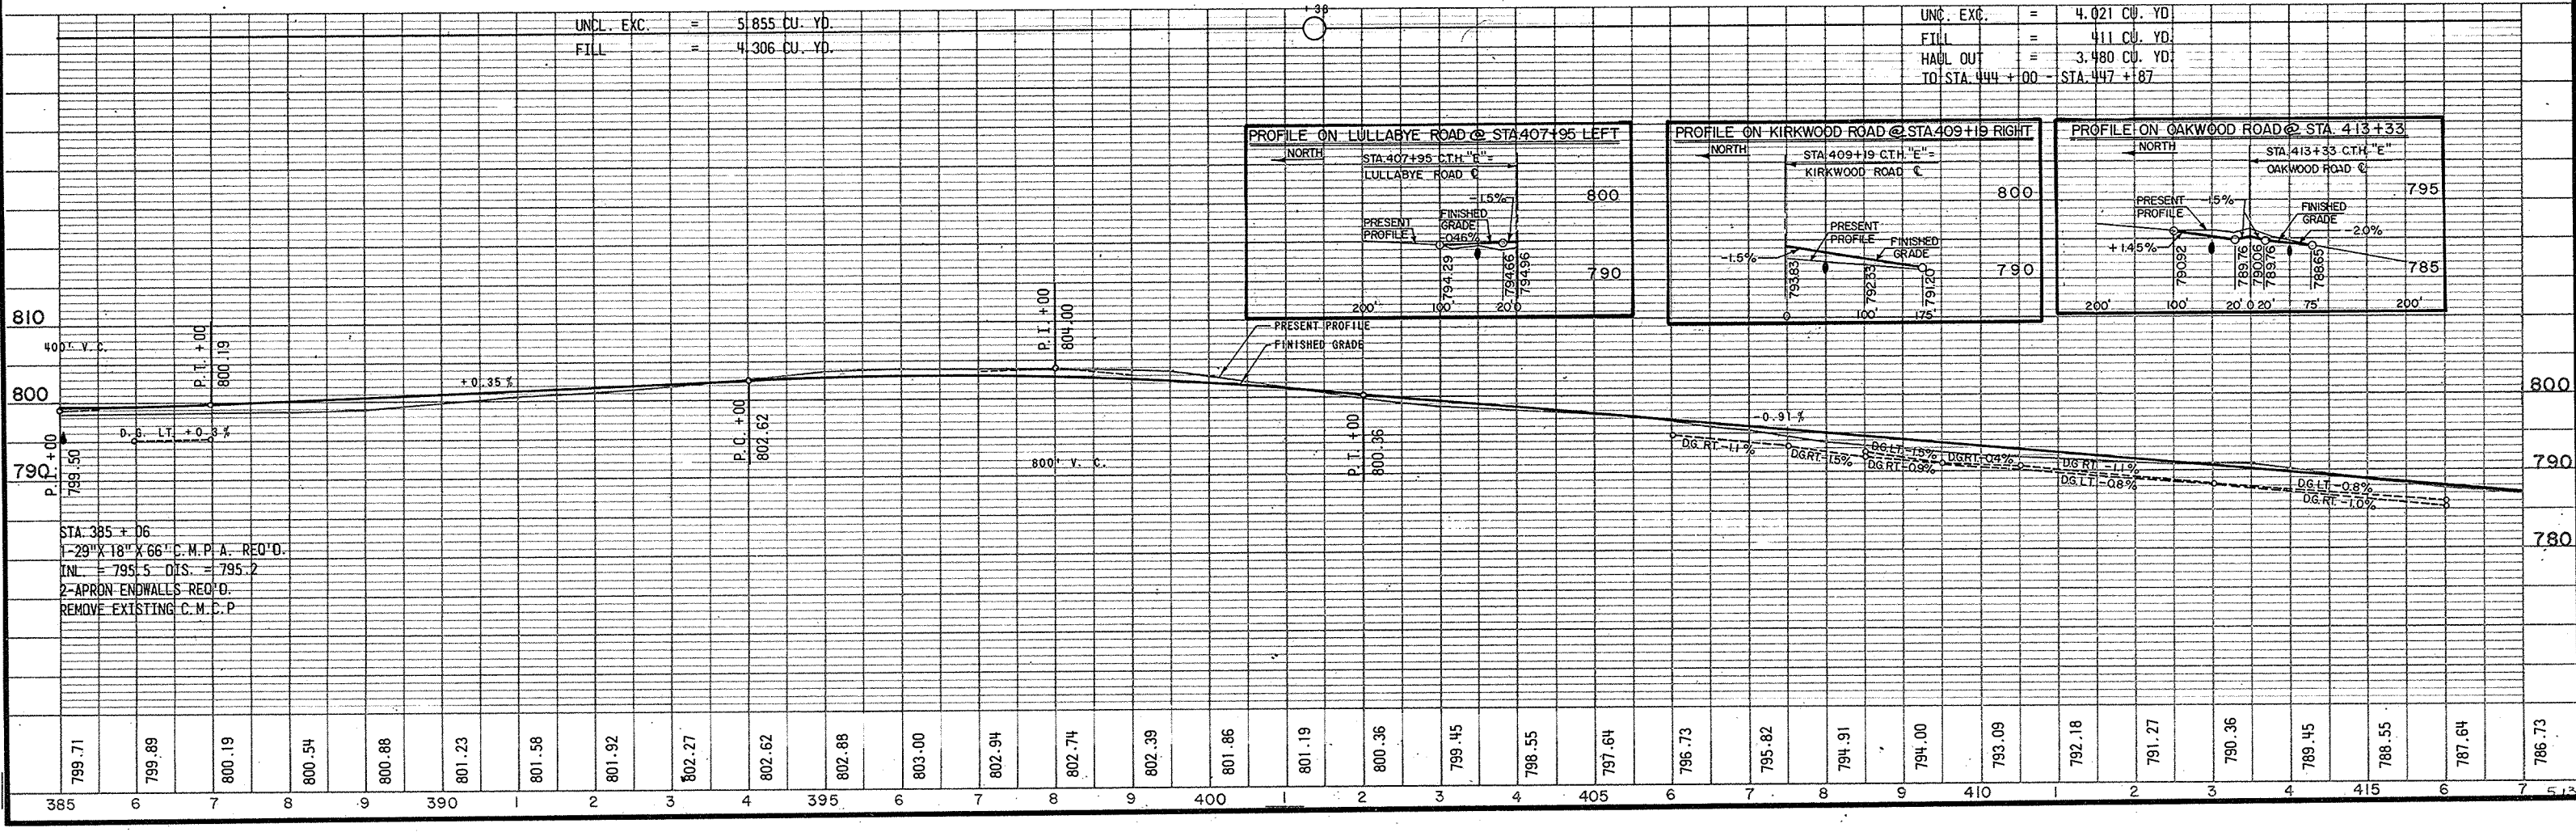 UNCL. EXC. = 5.855 CU. YD.
FILL = 4.306 CU. YD.
+38
UNC. EXC. = 4.021 CU. YD.
FILL = 411 CU. YD.
HAUL OUT = 3.480 CU. YD.
TO STA. 444 + 00 - STA. 447 + 87
PROFILE ON LULLABYE ROAD @ STA. 407+95 LEFT
NORTH
STA. 407+95 C.T.H. "E" =
LULLABYE ROAD ℄
-1.5%
800
PRESENT
PROFILE
FINISHED
GRADE
-0.46%
790
794.29
794.66
794.96
200' 100' 20' 0
PROFILE ON KIRKWOOD ROAD @ STA. 409+19 RIGHT
NORTH
STA. 409+19 C.T.H. "E" =
KIRKWOOD ROAD ℄
800
PRESENT
PROFILE
FINISHED
GRADE
-1.5%
790
793.83
792.33
791.20
0 100' 175'
PROFILE ON OAKWOOD ROAD @ STA. 413+33
NORTH
STA. 413+33 C.T.H. "E"
OAKWOOD ROAD ℄
795
PRESENT
PROFILE
-1.5%
FINISHED
GRADE
-2.0%
+1.45%
785
790.92
789.76
790.06
789.76
788.65
200' 100' 20' 0 20' 75' 200'
810
400' V.C.
P.T. +00
800.19
P.I. +00
804.00
PRESENT PROFILE
FINISHED GRADE
+0.35 %
800
800
D.G. LT. +0.3 %
P.C. +00
802.62
800' V. C.
P.T. +00
800.36
-0.91 %
790
P.I. +00
799.50
D.G. RT. -1.1%
D.G. RT. -1.5%
D.G. LT. -1.5%
D.G. RT. -0.9%
D.G. RT. -0.4%
D.G. RT. -1.1%
D.G. LT. -0.8%
D.G. LT. -0.8%
D.G. RT. -1.0%
790
780
STA. 385 + 06
1-29" X 18" X 66' C.M.P.A. REQ'D.
INL. = 795.5 DIS. = 795.2
2-APRON ENDWALLS REQ'D.
REMOVE EXISTING C.M.C.P
799.71 799.89 800.19 800.54 800.88 801.23 801.58 801.92 802.27 802.62 802.88 803.00 802.94 802.74 802.39 801.86 801.19 800.36 799.45 798.55 797.64 796.73 795.82 794.91 794.00 793.09 792.18 791.27 790.36 789.45 788.55 787.64 786.73
385 6 7 8 9 390 1 2 3 4 395 6 7 8 9 400 1 2 3 4 405 6 7 8 9 410 1 2 3 4 415 6 7